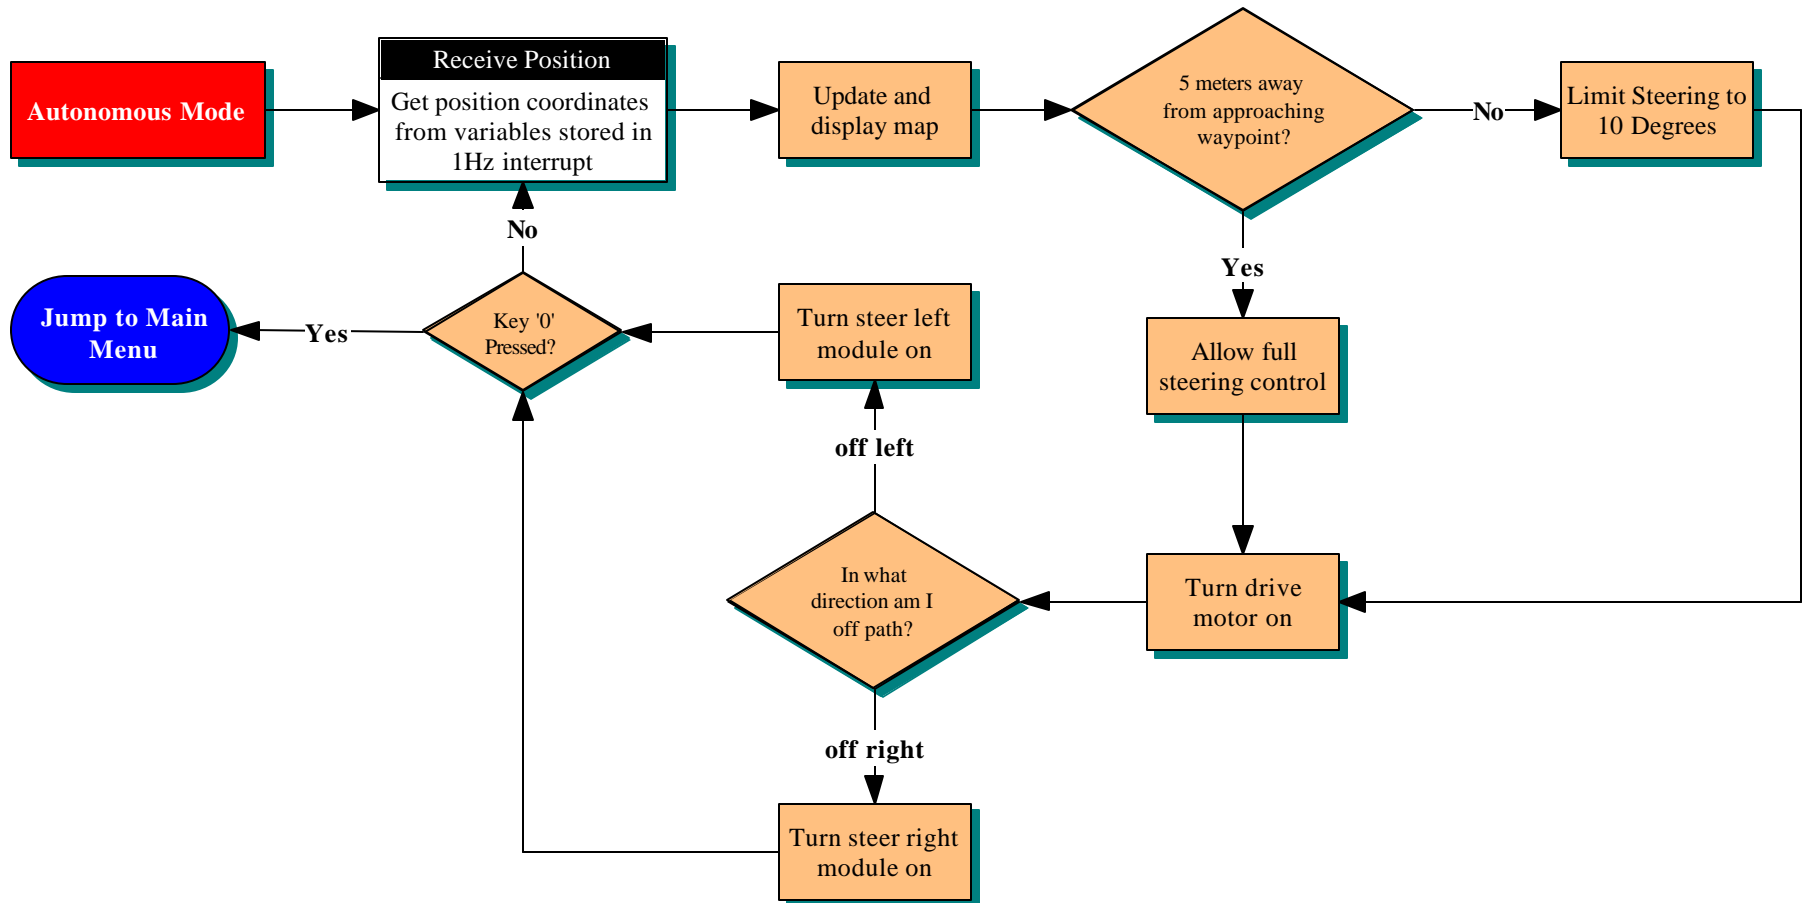 Autonomous Mode
Receive Position
Get position coordinates
from variables stored in
1Hz interrupt
Update and
display map
5 meters away
from approaching
waypoint?
No
Limit Steering to
10 Degrees
Yes
Allow full
steering control
Turn drive
motor on
In what
direction am I
off path?
off left
Turn steer left
module on
off right
Turn steer right
module on
Key '0'
Pressed?
No
Yes
Jump to Main
Menu